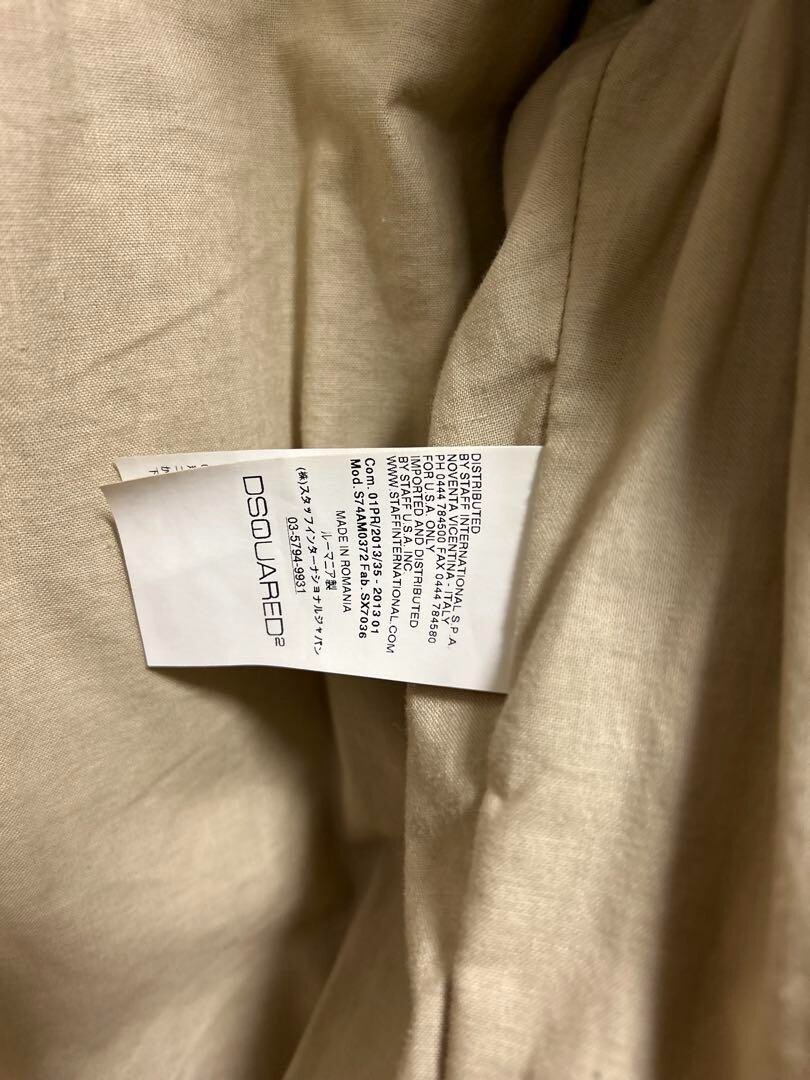 DSQUARED2
(株)スタッフインターナショナルジャパン
03-5794-9931
ルーマニア製
MADE IN ROMANIA
Mod. S74AM0372 Fab. SX7036
Com. 01PR/2013/35 - 2013 01
WWW.STAFFINTERNATIONAL.COM
BY STAFF U.S.A. INC
IMPORTED AND DISTRIBUTED
FOR U.S.A. ONLY
PH 0444 784500 FAX 0444 784580
NOVENTA VICENTINA - ITALY
BY STAFF INTERNATIONAL S.P.A.
DISTRIBUTED